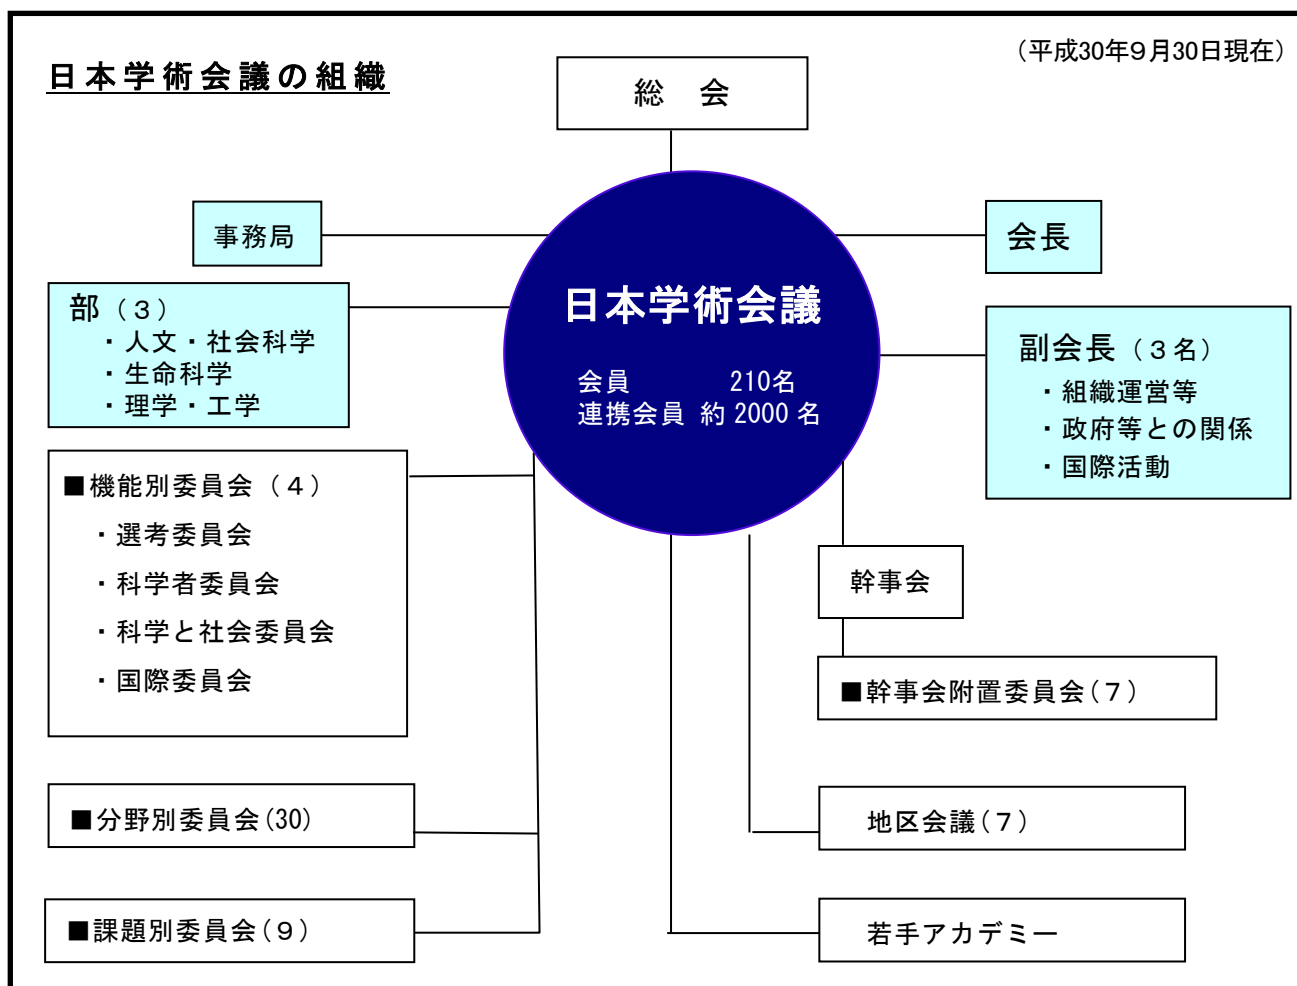 (平成30年9月30日現在)
日本学術会議の組織
総 会
事務局
会長
部(3)
・人文・社会科学
・生命科学
・理学・工学
日本学術会議
会員 210名
連携会員 約 2000 名
副会長(3名)
・組織運営等
・政府等との関係
・国際活動
■機能別委員会(4)
・選考委員会
・科学者委員会
・科学と社会委員会
・国際委員会
幹事会
■幹事会附置委員会(7)
■分野別委員会(30)
地区会議(7)
■課題別委員会(9)
若手アカデミー